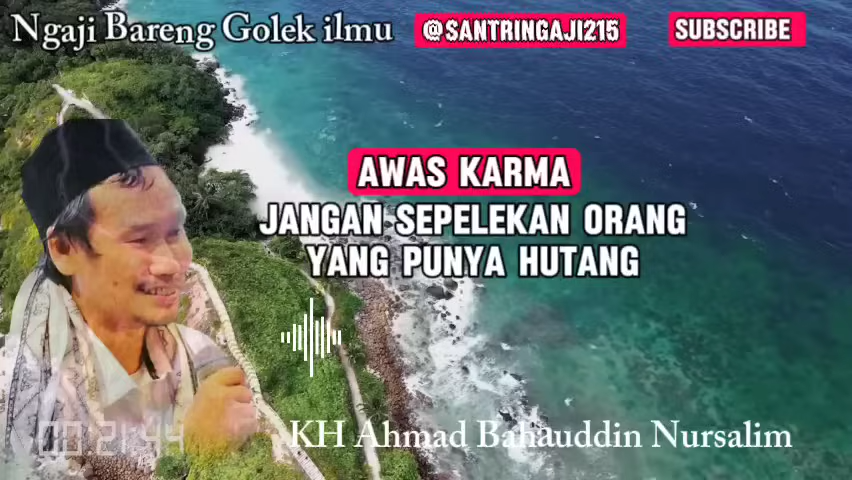 Ngaji Bareng Golek ilmu
@SANTRINGAJI215
SUBSCRIBE
AWAS KARMA
JANGAN SEPELEKAN ORANG
YANG PUNYA HUTANG
KH Ahmad Bahauddin Nursalim
00:21:44